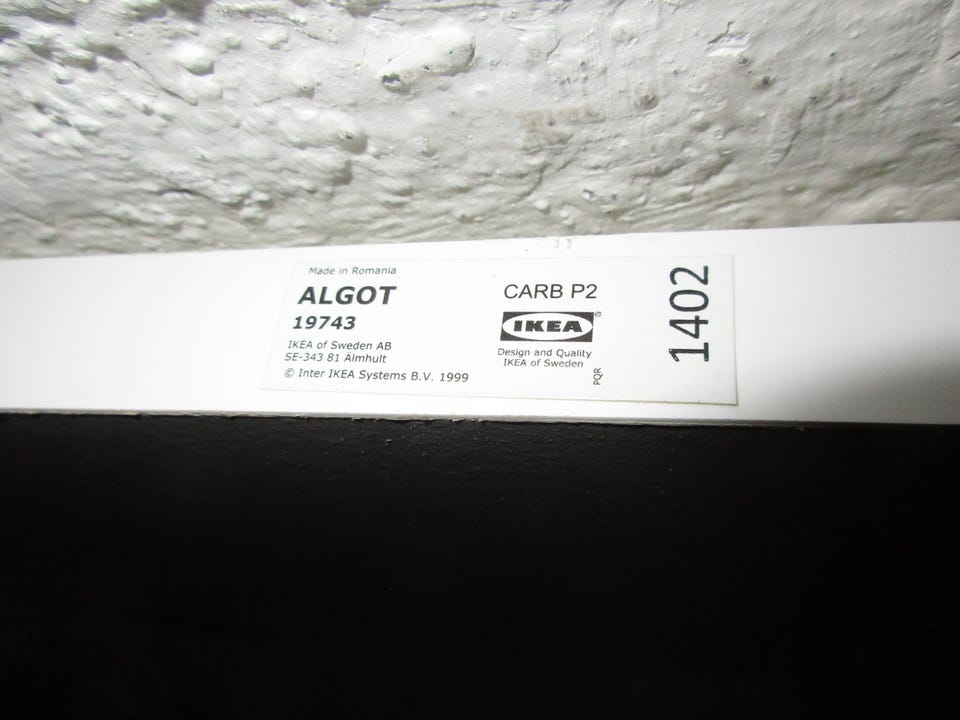 Made in Romania
ALGOT
19743
IKEA of Sweden AB
SE-343 81 Älmhult
© Inter IKEA Systems B.V. 1999
CARB P2
IKEA®
Design and Quality
IKEA of Sweden
PQR
1402